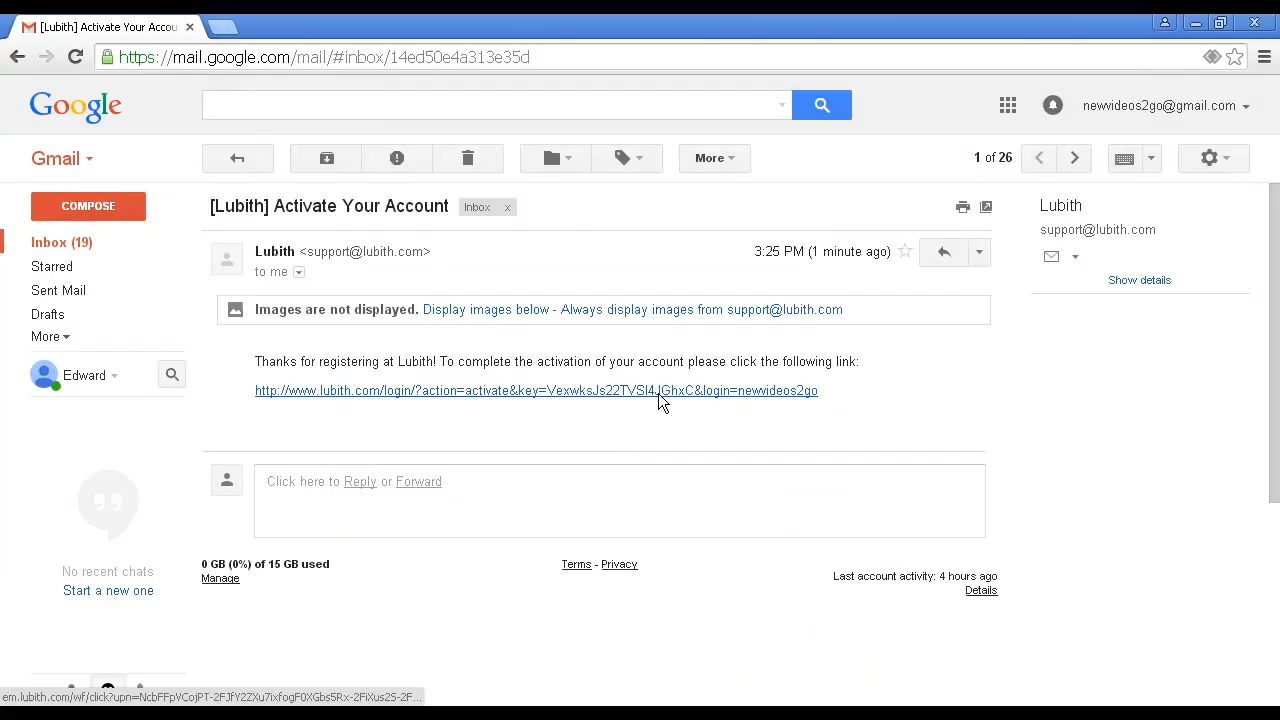 [Lubith] Activate Your Accou
https://mail.google.com/mail/#inbox/14ed50e4a313e35d
Google
newvideos2go@gmail.com
Gmail
More
1 of 26
COMPOSE
[Lubith] Activate Your Account
Inbox x
Lubith
support@lubith.com
Show details
Inbox (19)
Starred
Sent Mail
Drafts
More
Edward
Lubith <support@lubith.com>
3:25 PM (1 minute ago)
to me
Images are not displayed. Display images below - Always display images from support@lubith.com
Thanks for registering at Lubith! To complete the activation of your account please click the following link:
http://www.lubith.com/login/?action=activate&key=VexwksJs22TVSl4JGhxC&login=newvideos2go
Click here to Reply or Forward
No recent chats
Start a new one
0 GB (0%) of 15 GB used
Manage
Terms - Privacy
Last account activity: 4 hours ago
Details